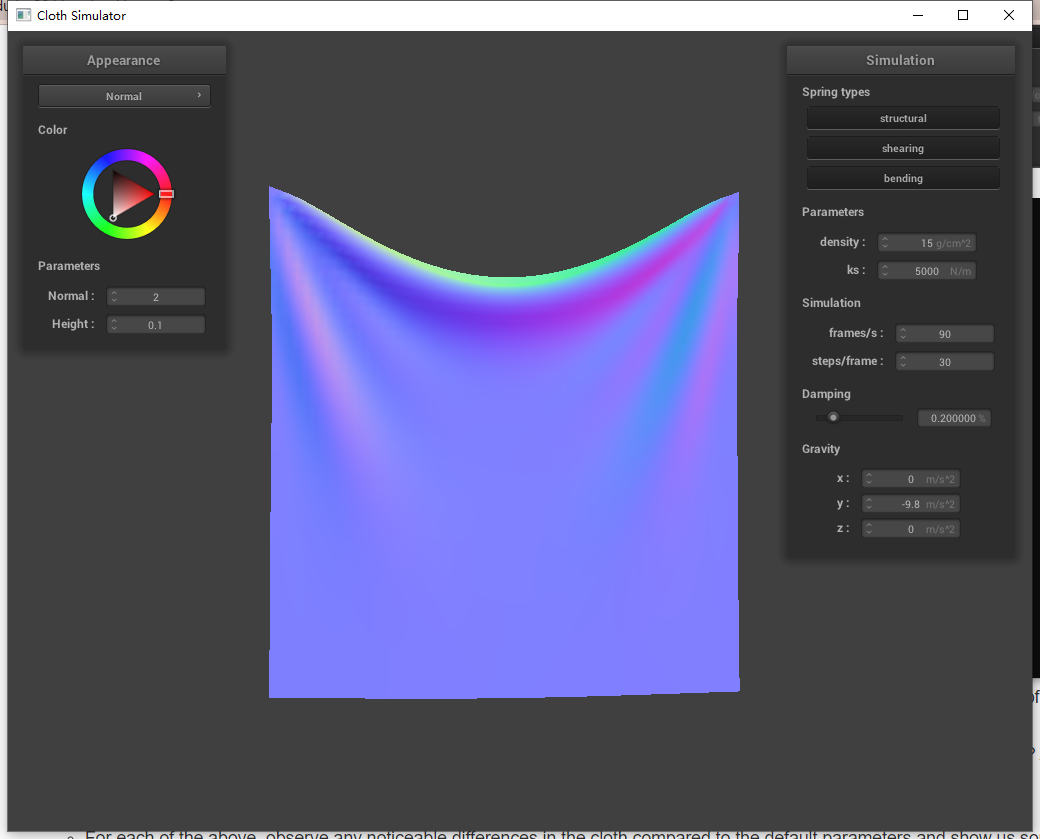 Cloth Simulator
Appearance
Normal
Color
Parameters
Normal : 2
Height : 0.1
Simulation
Spring types
structural
shearing
bending
Parameters
density : 15 g/cm^2
ks : 5000 N/m
Simulation
frames/s : 90
steps/frame : 30
Damping
0.200000 %
Gravity
x : 0 m/s^2
y : -9.8 m/s^2
z : 0 m/s^2
of
For each of the above, observe any noticeable differences in the cloth compared to the default parameters and show us so